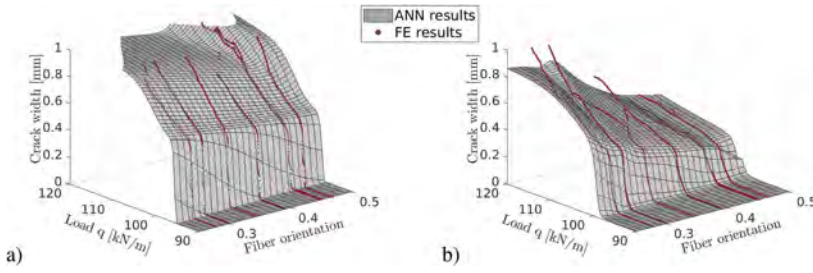 ANN results
FE results
1
0.8
0.6
0.4
0.2
0
Crack width [mm]
120
110
100
90
Load q [kN/m]
0.3
0.4
0.5
Fiber orientation
a)
1
0.8
0.6
0.4
0.2
0
Crack width [mm]
120
110
100
90
Load q [kN/m]
0.3
0.4
0.5
Fiber orientation
b)